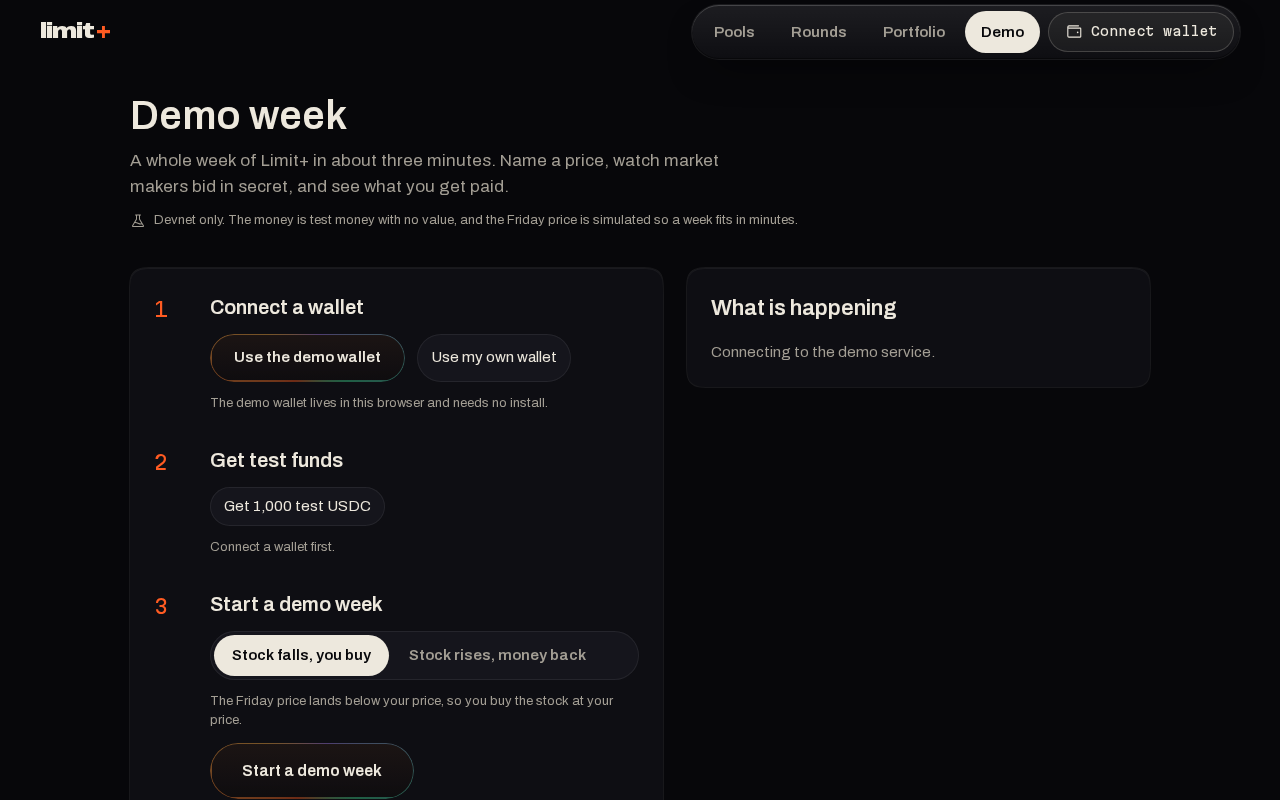 limit+
Pools
Rounds
Portfolio
Demo
Connect wallet
Demo week
A whole week of Limit+ in about three minutes. Name a price, watch market
makers bid in secret, and see what you get paid.
Devnet only. The money is test money with no value, and the Friday price is simulated so a week fits in minutes.
1
Connect a wallet
Use the demo wallet
Use my own wallet
The demo wallet lives in this browser and needs no install.
2
Get test funds
Get 1,000 test USDC
Connect a wallet first.
3
Start a demo week
Stock falls, you buy
Stock rises, money back
The Friday price lands below your price, so you buy the stock at your
price.
Start a demo week
What is happening
Connecting to the demo service.